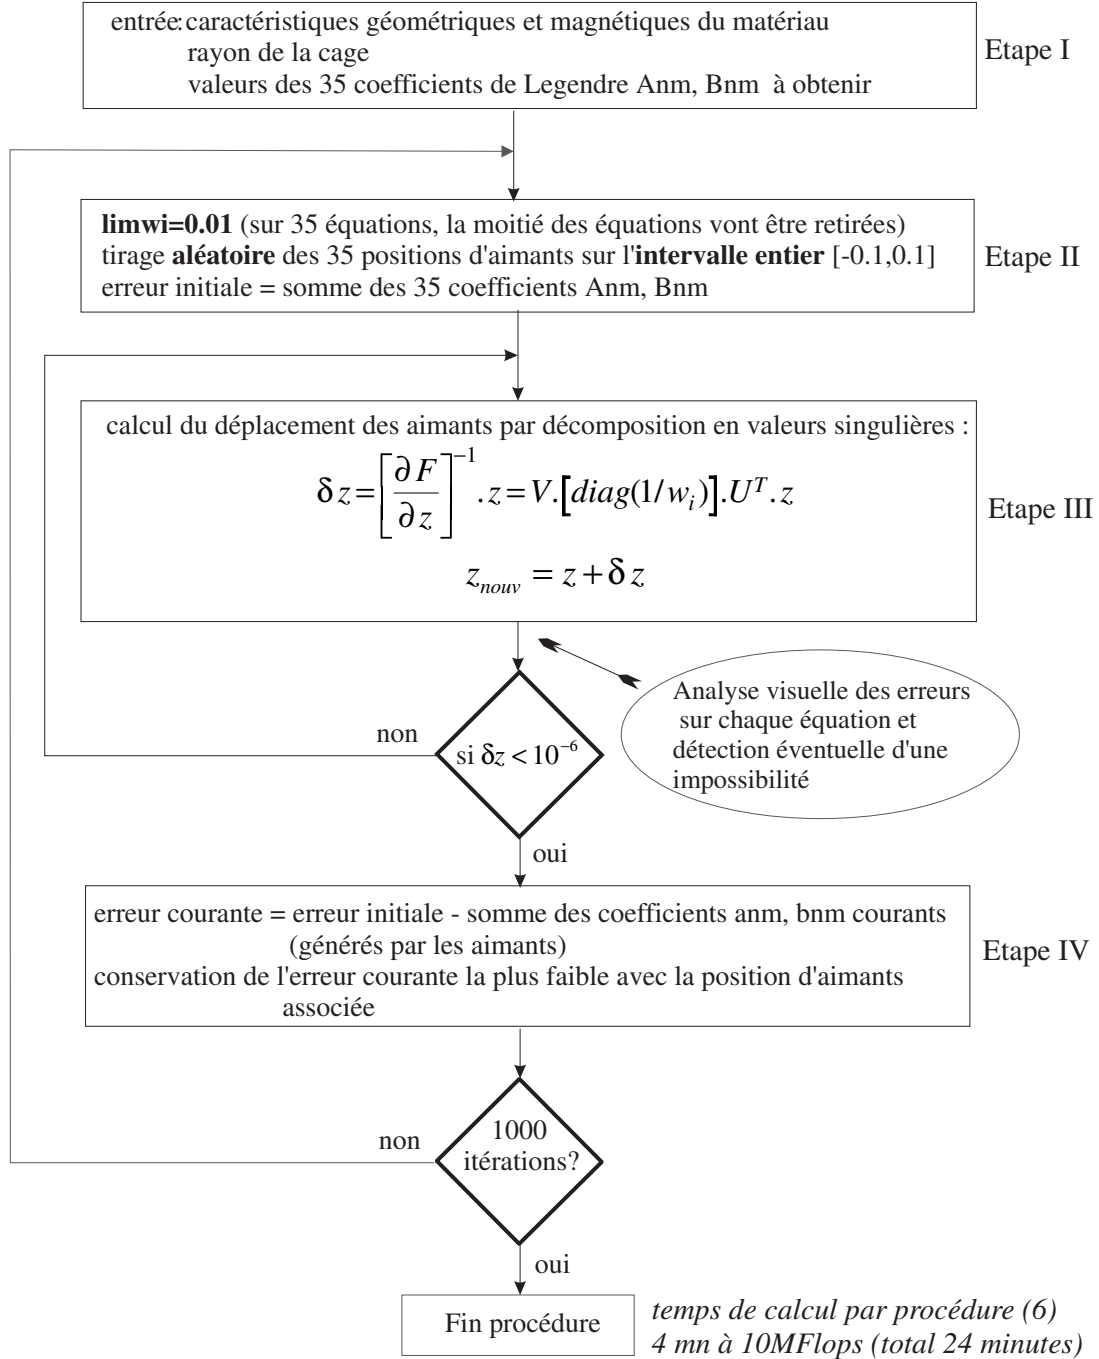 entrée: caractéristiques géométriques et magnétiques du matériau
rayon de la cage
valeurs des 35 coefficients de Legendre Anm, Bnm à obtenir
Etape I
limwi=0.01 (sur 35 équations, la moitié des équations vont être retirées)
tirage aléatoire des 35 positions d'aimants sur l'intervalle entier [-0.1,0.1]
erreur initiale = somme des 35 coefficients Anm, Bnm
Etape II
calcul du déplacement des aimants par décomposition en valeurs singulières :
δz = [∂F/∂z]^{-1} . z = V.[diag(1/w_i)].U^T . z
z_{nouv} = z + δz
Etape III
Analyse visuelle des erreurs
sur chaque équation et
détection éventuelle d'une
impossibilité
non
si δz < 10^{-6}
oui
erreur courante = erreur initiale - somme des coefficients anm, bnm courants
(générés par les aimants)
conservation de l'erreur courante la plus faible avec la position d'aimants
associée
Etape IV
non
1000
itérations?
oui
Fin procédure
temps de calcul par procédure (6)
4 mn à 10MFlops (total 24 minutes)